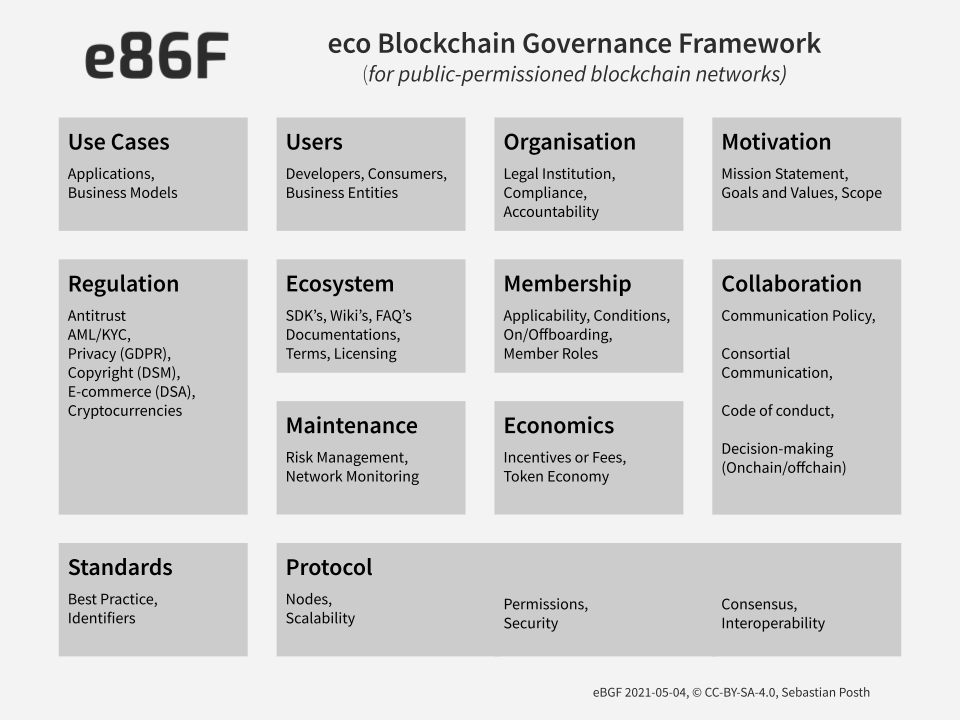 e86F
eco Blockchain Governance Framework
(for public-permissioned blockchain networks)
Use Cases
Applications,
Business Models
Users
Developers, Consumers,
Business Entities
Organisation
Legal Institution,
Compliance,
Accountability
Motivation
Mission Statement,
Goals and Values, Scope
Regulation
Antitrust
AML/KYC,
Privacy (GDPR),
Copyright (DSM),
E-commerce (DSA),
Cryptocurrencies
Ecosystem
SDK’s, Wiki’s, FAQ’s
Documentations,
Terms, Licensing
Membership
Applicability, Conditions,
On/Offboarding,
Member Roles
Collaboration
Communication Policy,
Consortial
Communication,
Code of conduct,
Decision-making
(Onchain/offchain)
Maintenance
Risk Management,
Network Monitoring
Economics
Incentives or Fees,
Token Economy
Standards
Best Practice,
Identifiers
Protocol
Nodes,
Scalability
Permissions,
Security
Consensus,
Interoperability
eBGF 2021-05-04, © CC-BY-SA-4.0, Sebastian Posth